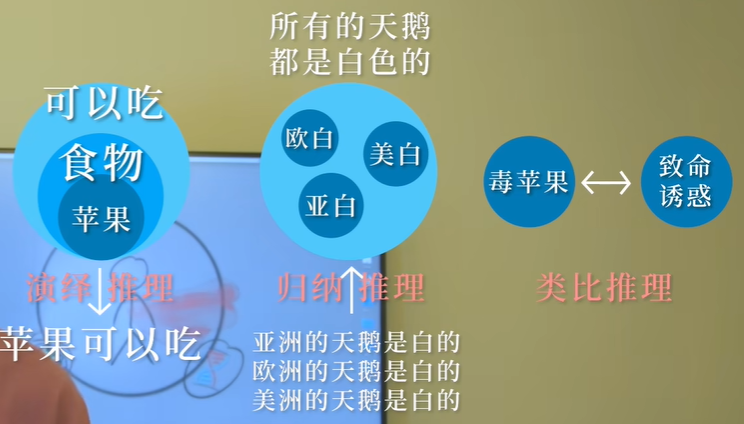 可以吃
食物
苹果
演绎 推理
苹果可以吃
所有的天鹅
都是白色的
欧白
美白
亚白
归纳 推理
亚洲的天鹅是白的
欧洲的天鹅是白的
美洲的天鹅是白的
毒苹果
致命
诱惑
类比推理